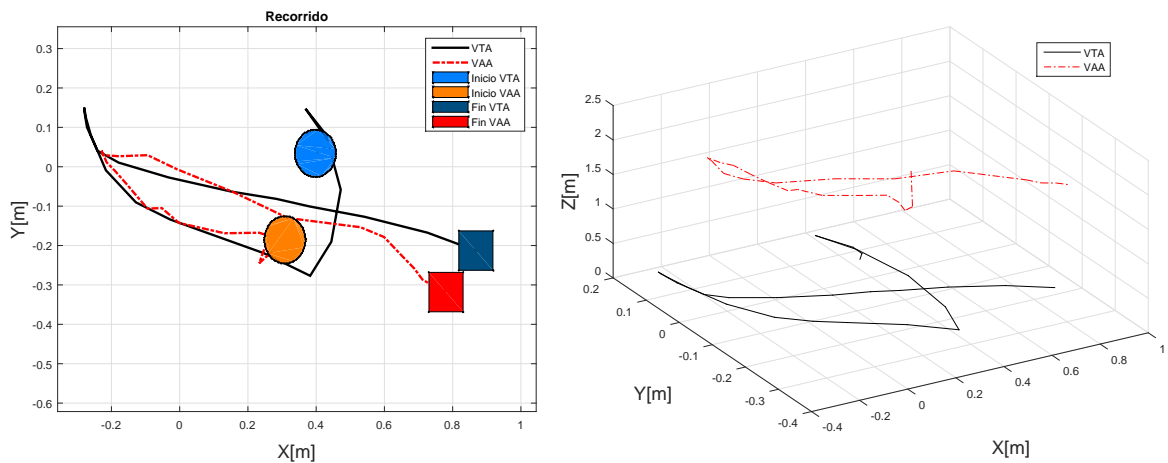 Recorrido
VTA
VAA
Inicio VTA
Inicio VAA
Fin VTA
Fin VAA
0.3
0.2
0.1
0
-0.1
-0.2
-0.3
-0.4
-0.5
-0.6
Y[m]
-0.2
0
0.2
0.4
0.6
0.8
1
X[m]
VTA
VAA
2.5
2
1.5
1
0.5
0
Z[m]
0.2
0.1
0
-0.1
-0.2
-0.3
-0.4
Y[m]
-0.4
-0.2
0
0.2
0.4
0.6
0.8
1
X[m]